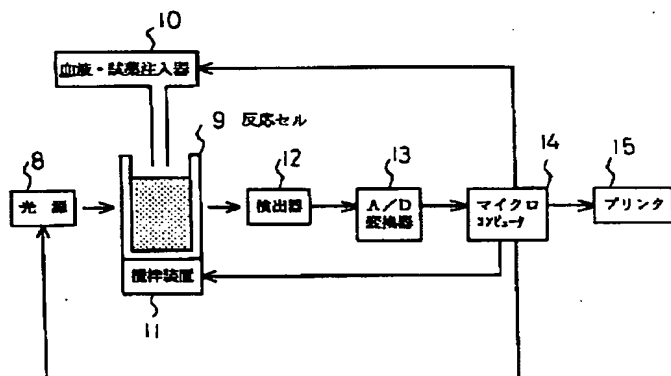 10
血液・試薬注入器
9 反応セル
8
光源
12
検出器
13
A/D
変換器
14
マイクロ
コンピュータ
15
プリンタ
攪拌装置
11